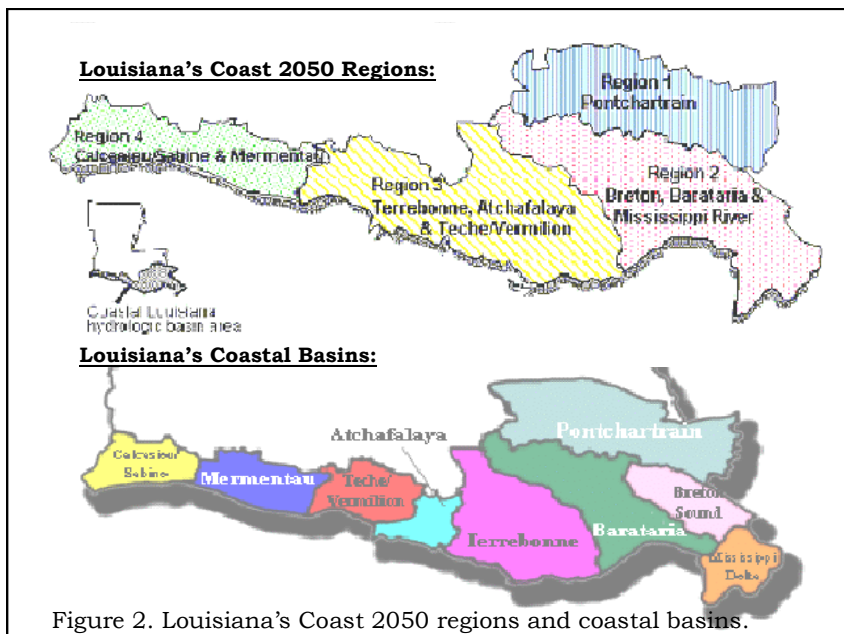 Louisiana's Coast 2050 Regions:
Region 1
Pontchartrain
Region 4
Calcasieu/Sabine & Mermentau
Region 3
Terrebonne, Atchafalaya
& Teche/Vermilion
Region 2
Breton, Barataria &
Mississippi River
Coastal Louisiana
hydrologic basin area
Louisiana's Coastal Basins:
Atchafalaya
Pontchartrain
Calcasieu/
Sabine
Mermentau
Teche/
Vermilion
Breton
Sound
Terrebonne
Barataria
Mississippi
Delta
Figure 2. Louisiana's Coast 2050 regions and coastal basins.